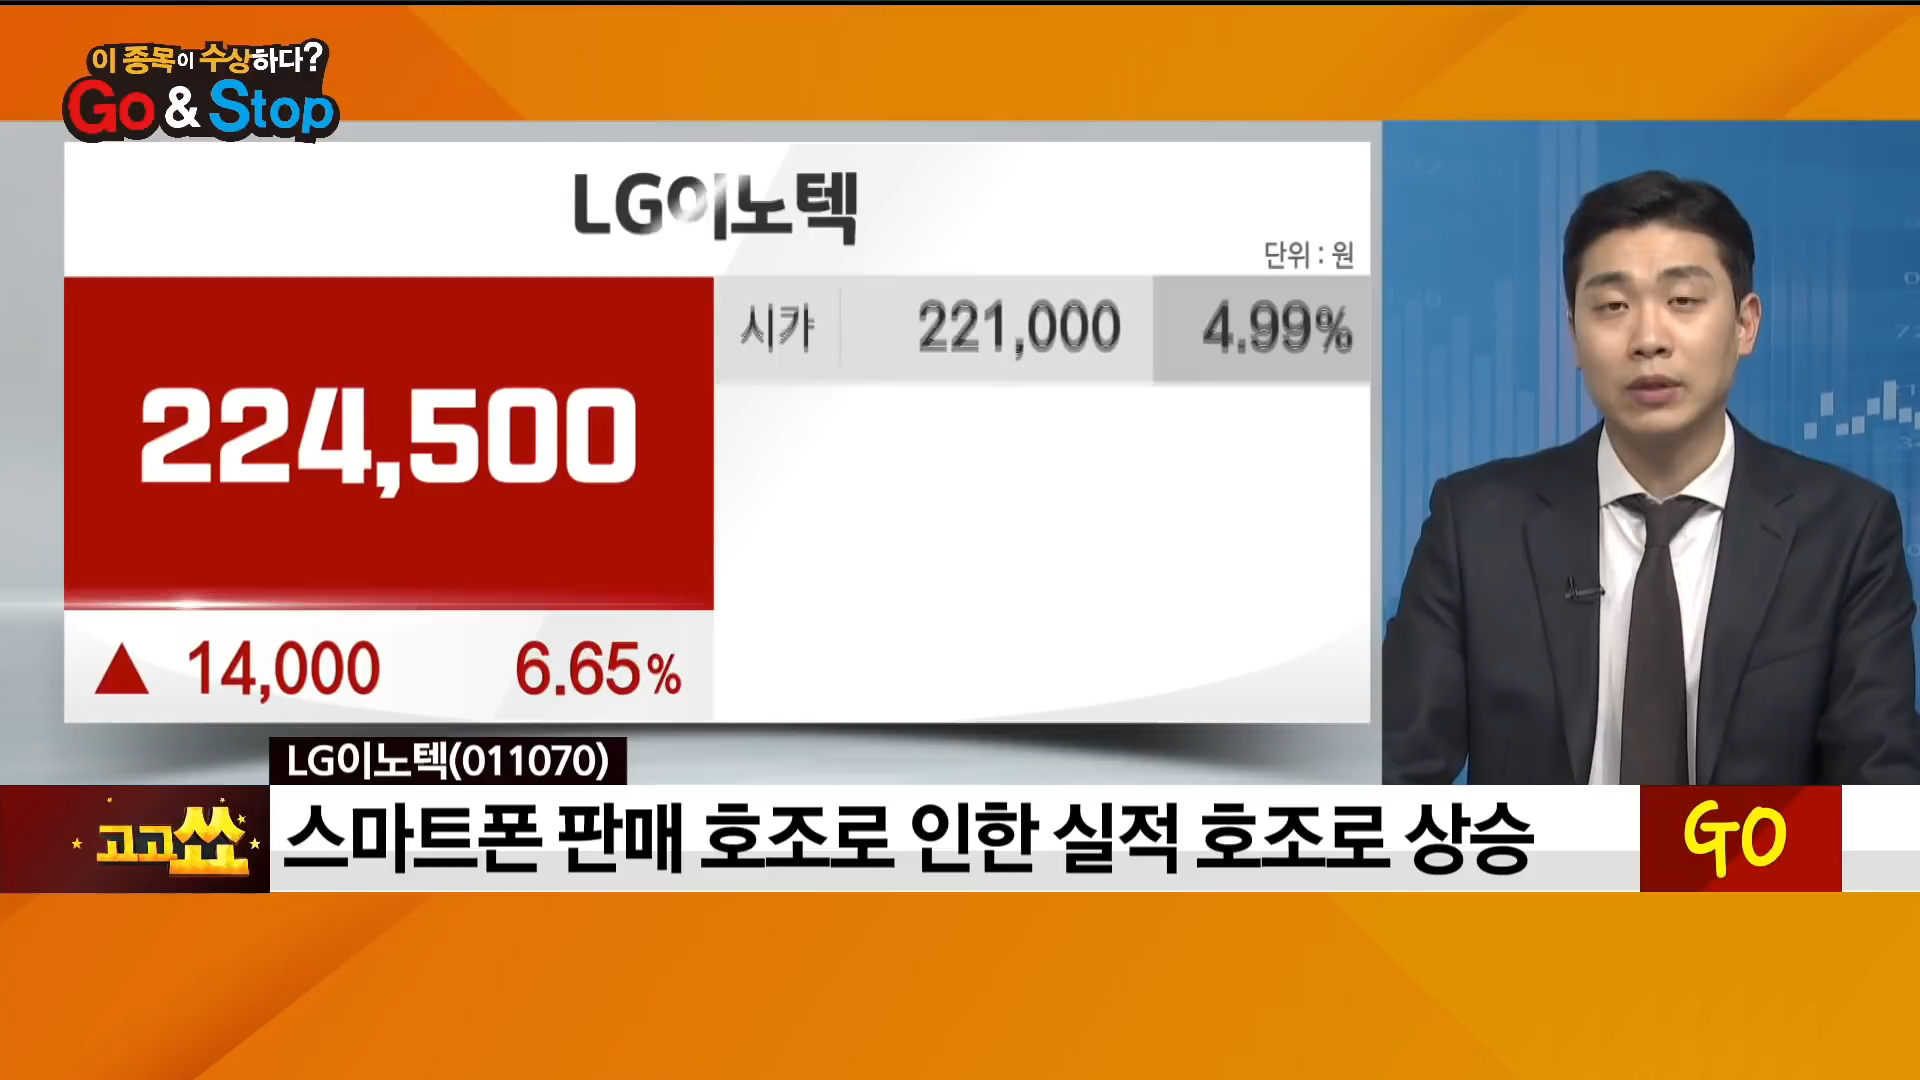 이 종목이 수상하다?
Go & Stop
LG이노텍
단위 : 원
시가 221,000 4.99%
224,500
▲ 14,000 6.65%
LG이노텍(011070)
고고쑈 스마트폰 판매 호조로 인한 실적 호조로 상승 GO